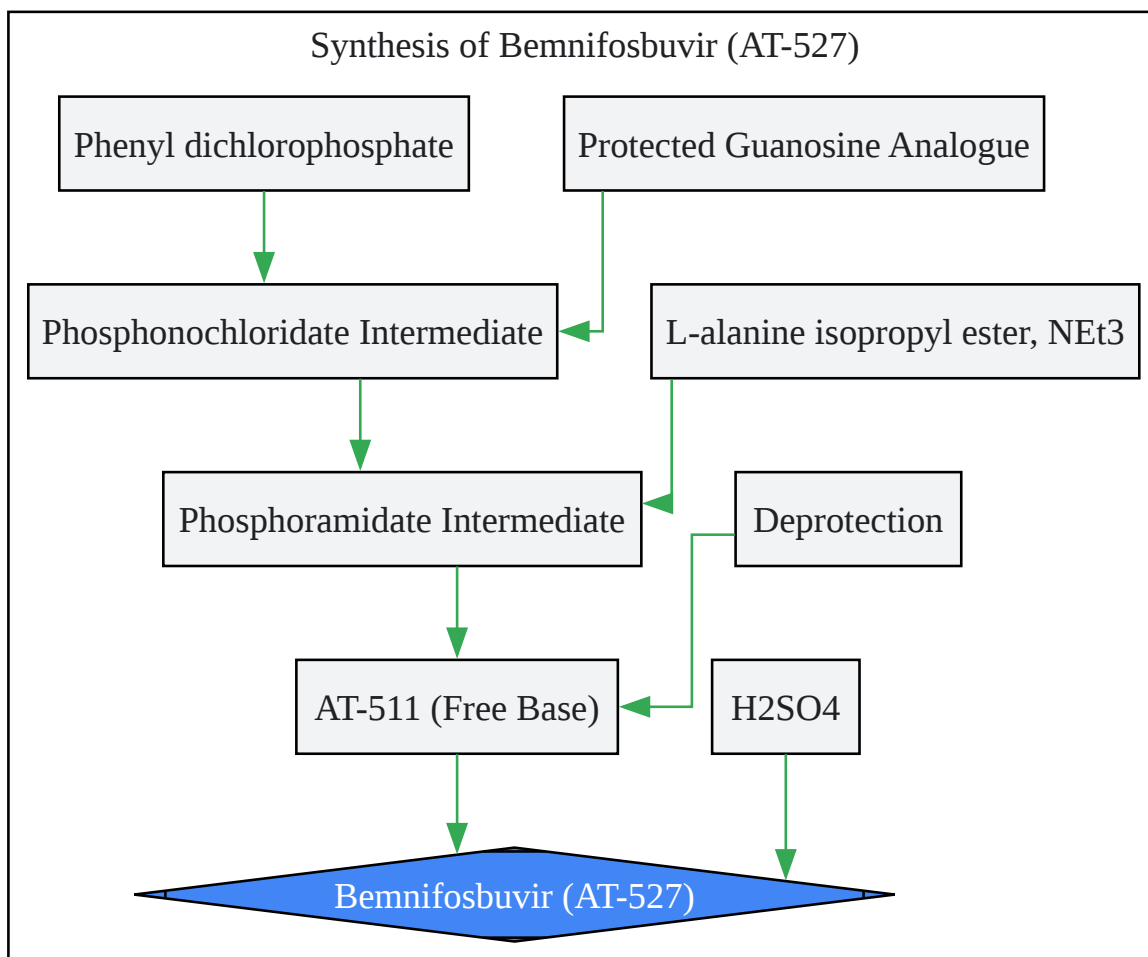 Synthesis of Bemnifosbuvir (AT-527)
Phenyl dichlorophosphate
Protected Guanosine Analogue
Phosphonochloridate Intermediate
L-alanine isopropyl ester, NEt3
Phosphoramidate Intermediate
Deprotection
AT-511 (Free Base)
H2SO4
Bemnifosbuvir (AT-527)